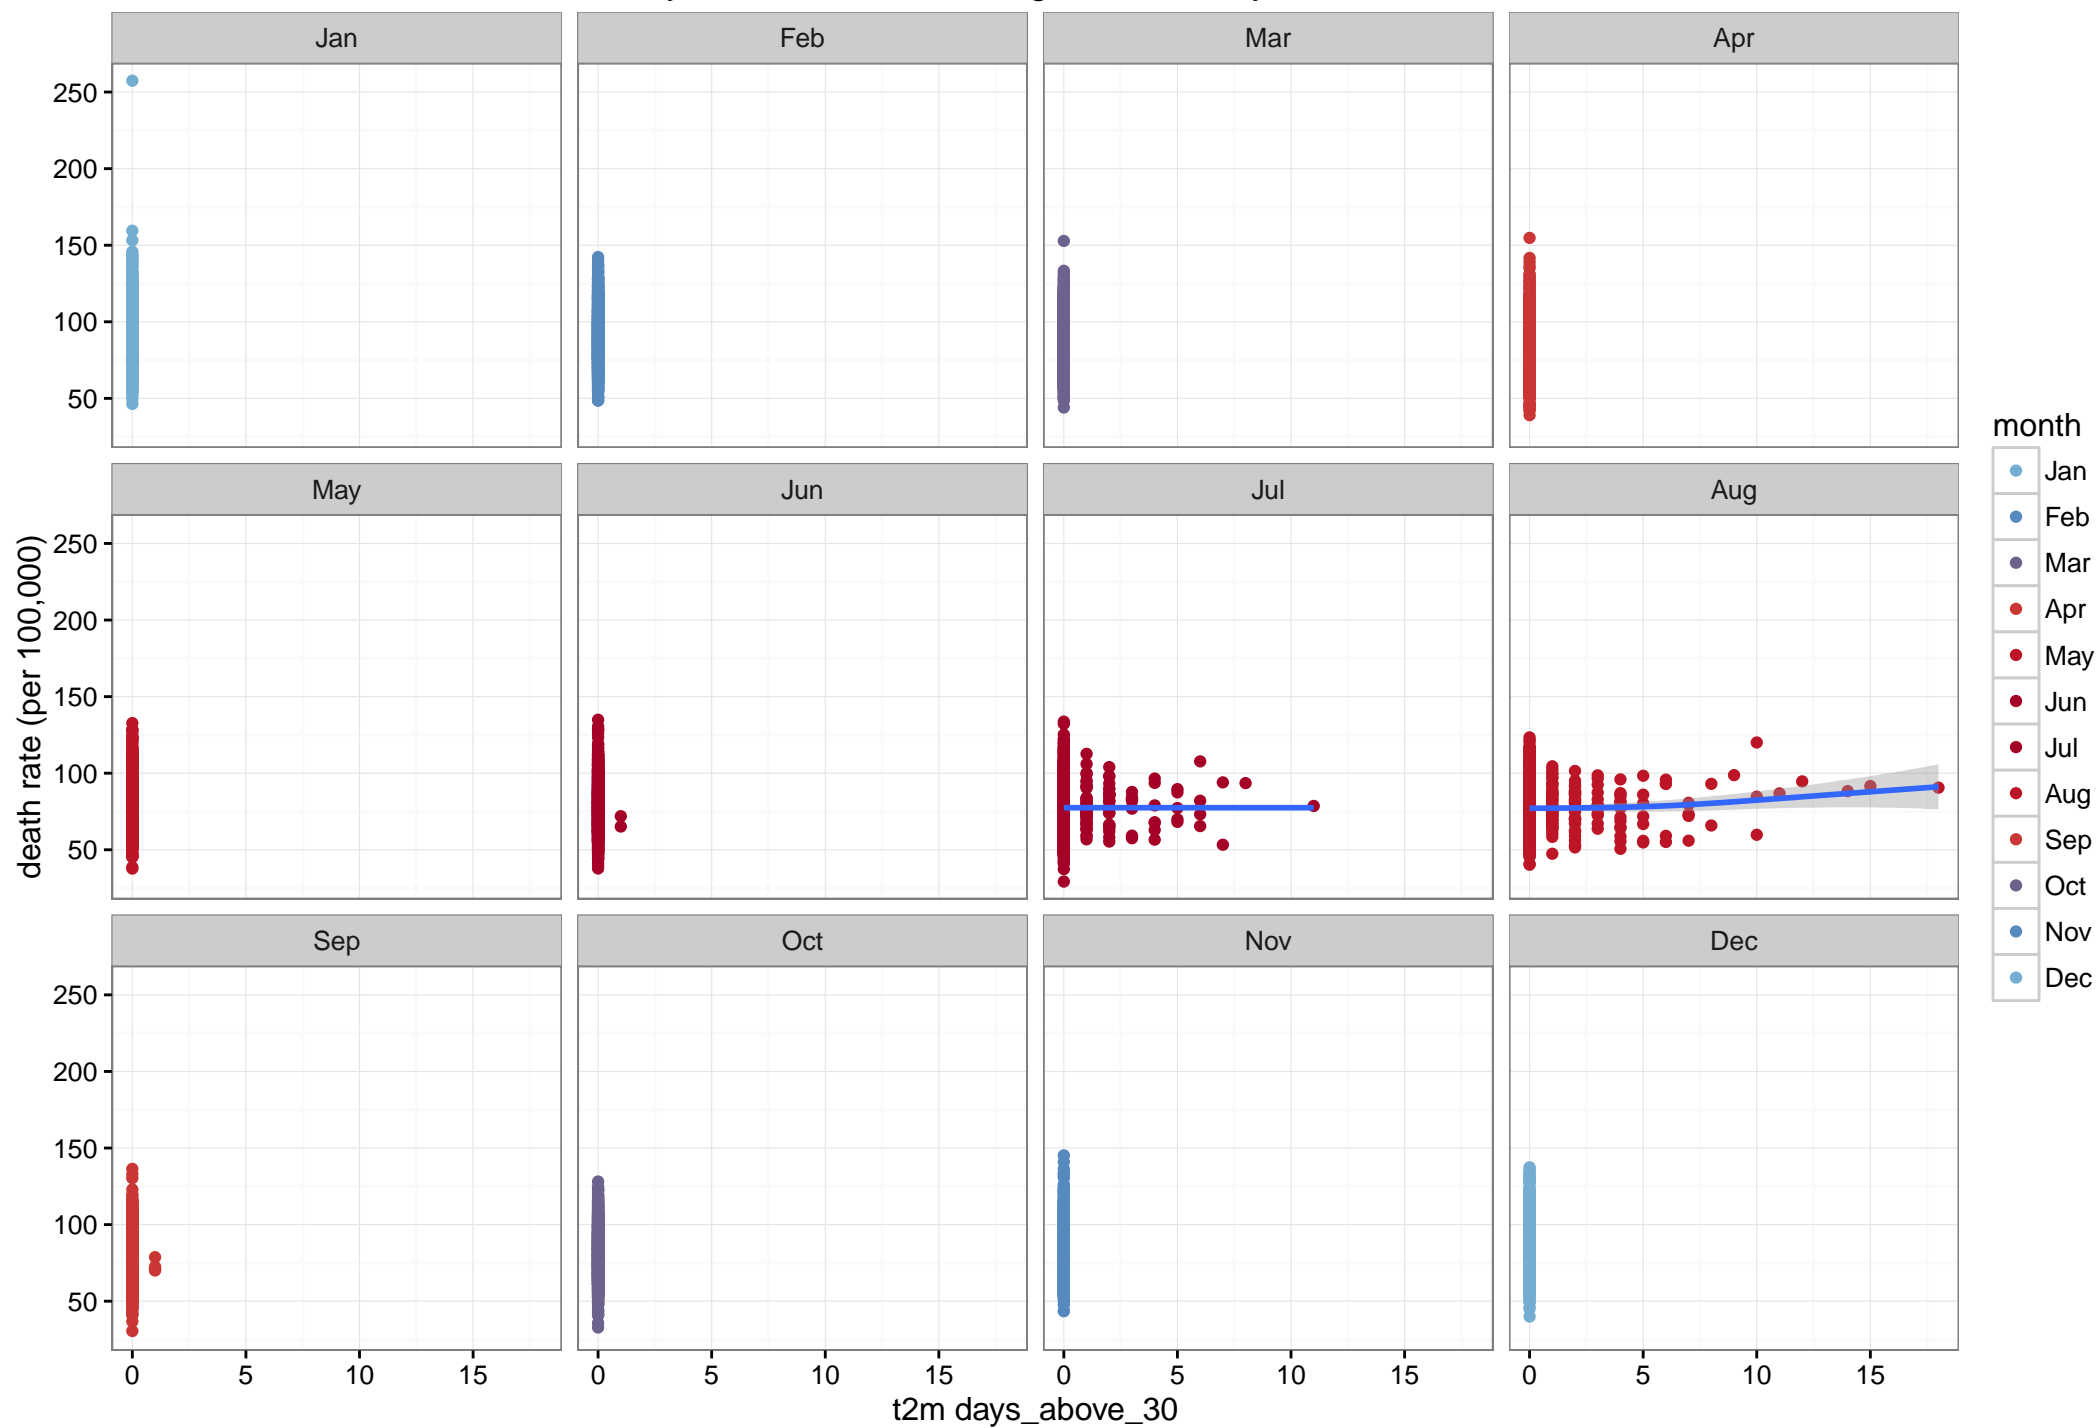 Jan Feb Mar Apr
250
200
150
100
50
May Jun Jul Aug
250
200
150
100
50
Sep Oct Nov Dec
250
200
150
100
50
0 5 10 15 0 5 10 15 0 5 10 15 0 5 10 15
t2m days_above_30
death rate (per 100,000)
month
Jan
Feb
Mar
Apr
May
Jun
Jul
Aug
Sep
Oct
Nov
Dec